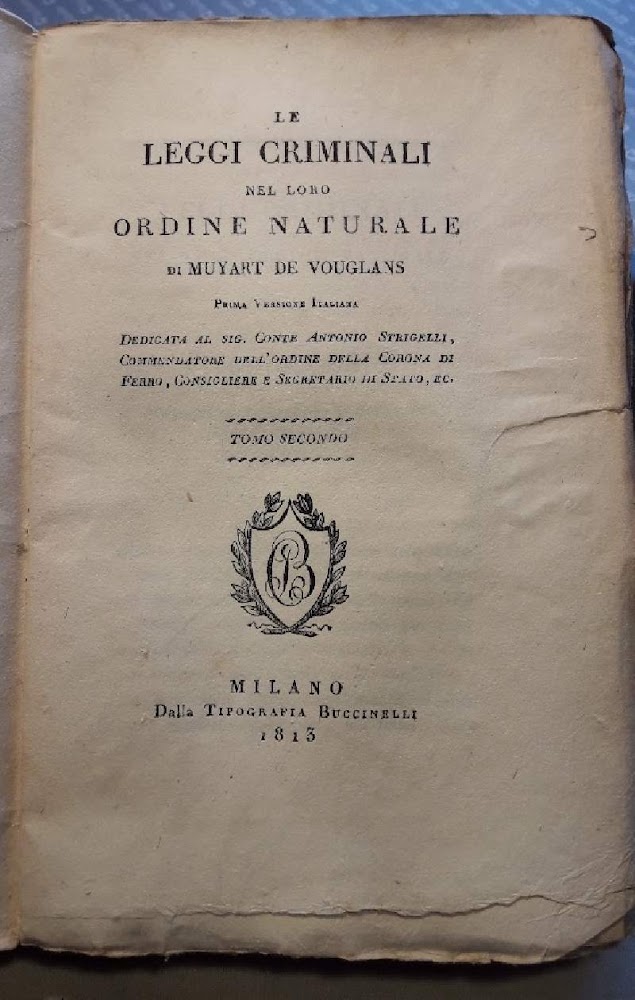 LE
LEGGI CRIMINALI
NEL LORO
ORDINE NATURALE
DI MUYART DE VOUGLANS
PRIMA VERSIONE ITALIANA
DEDICATA AL SIG. CONTE ANTONIO STRIGELLI,
COMMENDATORE DELL'ORDINE DELLA CORONA DI
FERRO, CONSIGLIERE E SEGRETARIO DI STATO, EC.
TOMO SECONDO
MILANO
Dalla TIPOGRAFIA BUCCINELLI
1813